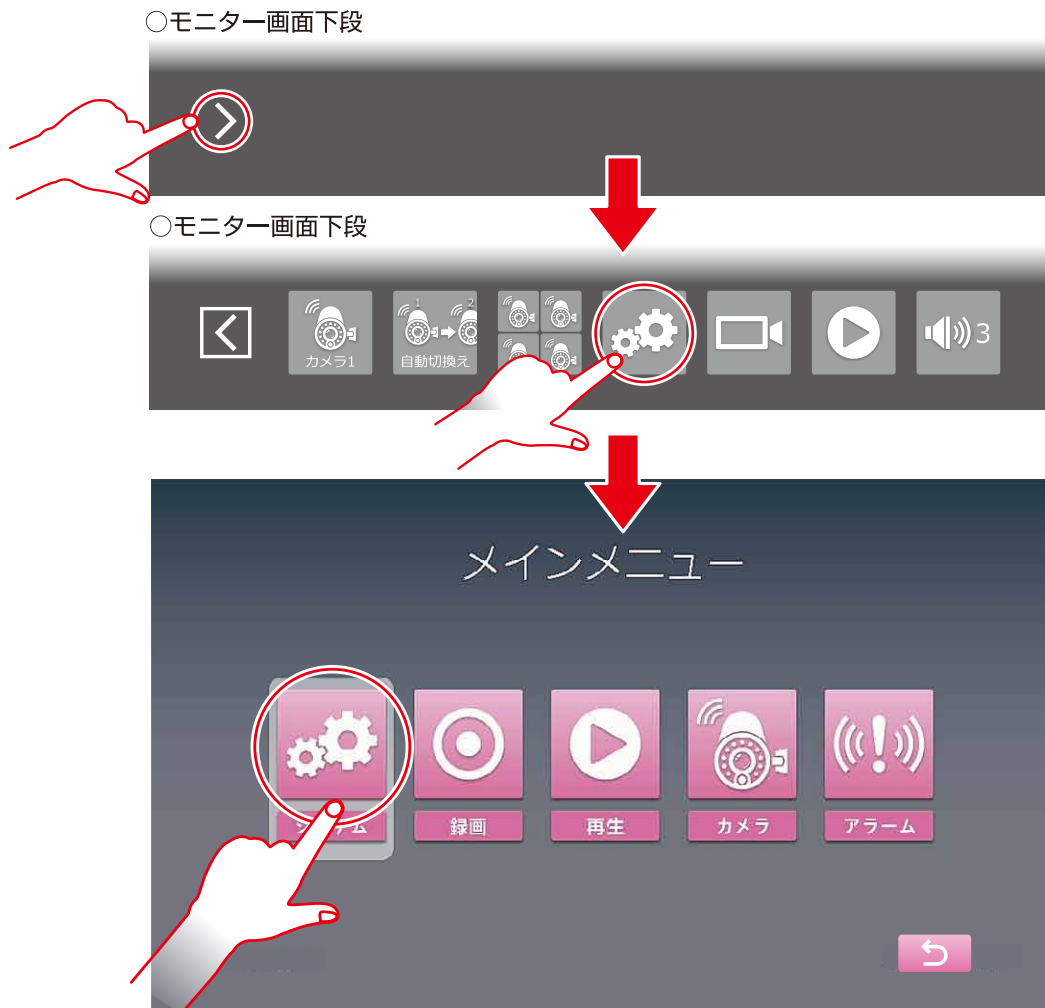 ○モニター画面下段
○モニター画面下段
カメラ1
1 2
自動切換え
3
メインメニュー
録画
再生
カメラ
アラーム